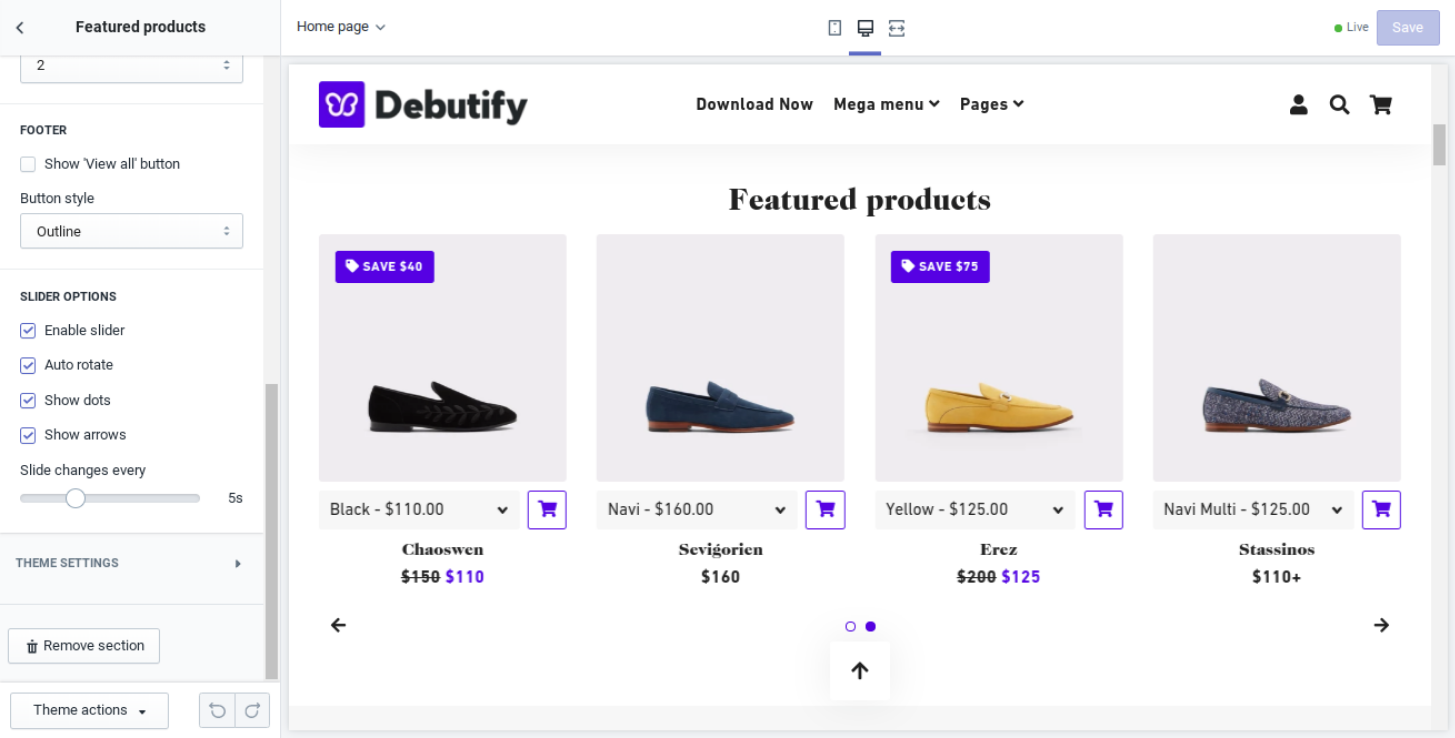 Featured products
Home page
Live
Save
2
FOOTER
Show 'View all' button
Button style
Outline
SLIDER OPTIONS
Enable slider
Auto rotate
Show dots
Show arrows
Slide changes every
5s
THEME SETTINGS
Remove section
Theme actions
Debutify
Download Now Mega menu Pages
Featured products
SAVE $40
SAVE $75
Black - $110.00
Navi - $160.00
Yellow - $125.00
Navi Multi - $125.00
Chaoswen
Sevigorien
Erez
Stassinos
$150 $110
$160
$200 $125
$110+